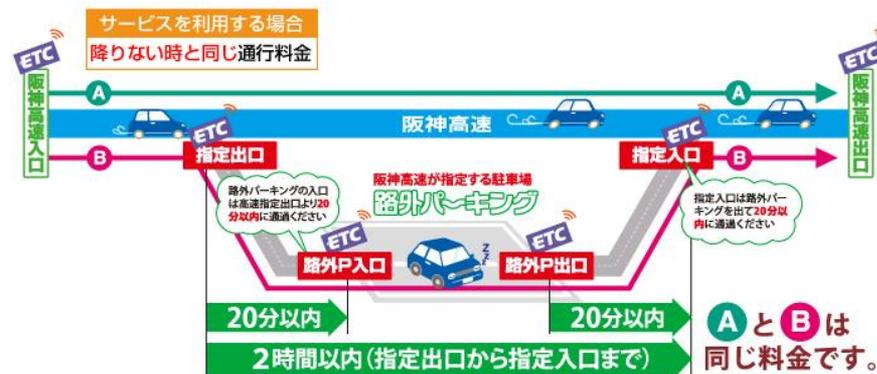 サービスを利用する場合
降りない時と同じ通行料金
ETC
阪神高速入口
ETC
阪神高速出口
A
A
阪神高速
B
ETC
指定出口
ETC
指定入口
B
路外パーキングの入口
は高速指定出口より20
分以内に通過ください
阪神高速が指定する駐車場
路外パ〜キング
指定入口は路外パー
キングを出て20分以
内に通過ください
ETC
路外P入口
zzz
ETC
路外P出口
20分以内
20分以内
2時間以内(指定出口から指定入口まで)
AとBは
同じ料金です。